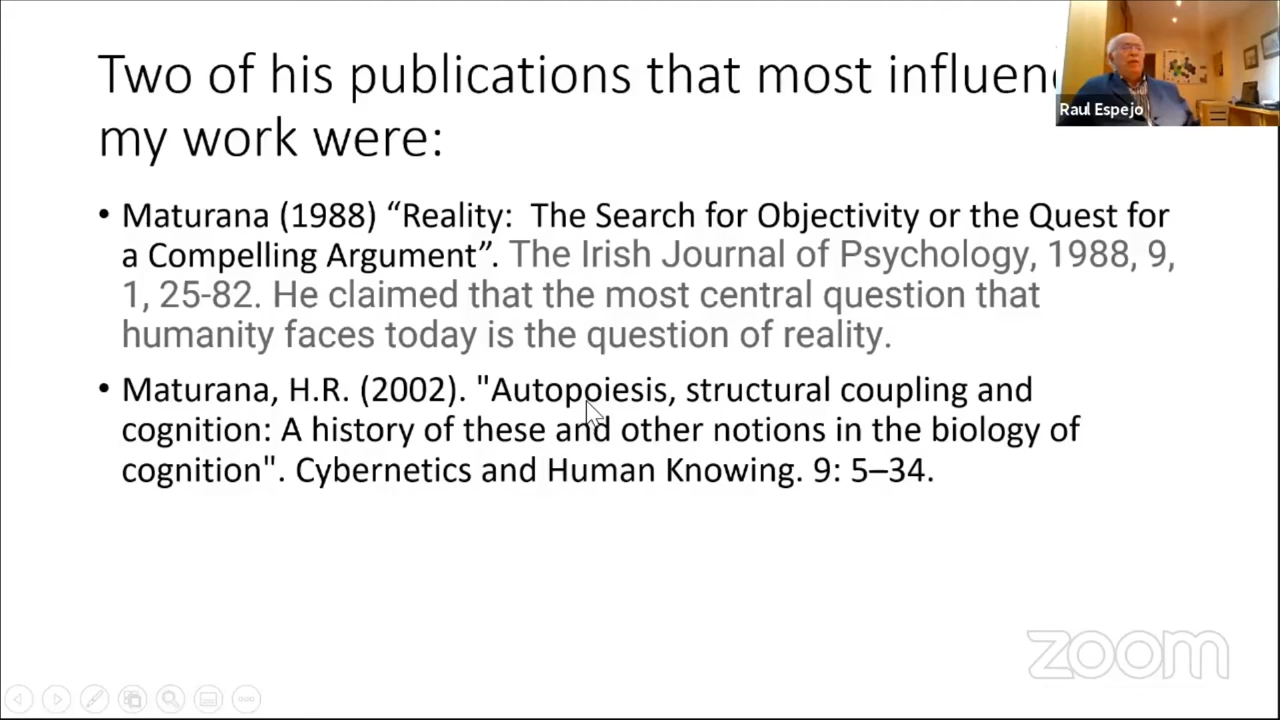 Two of his publications that most influen
my work were:
Raul Espejo
• Maturana (1988) “Reality:  The Search for Objectivity or the Quest for
a Compelling Argument”. The Irish Journal of Psychology, 1988, 9,
1, 25-82. He claimed that the most central question that
humanity faces today is the question of reality.
• Maturana, H.R. (2002). "Autopoiesis, structural coupling and
cognition: A history of these and other notions in the biology of
cognition". Cybernetics and Human Knowing. 9: 5–34.
zoom